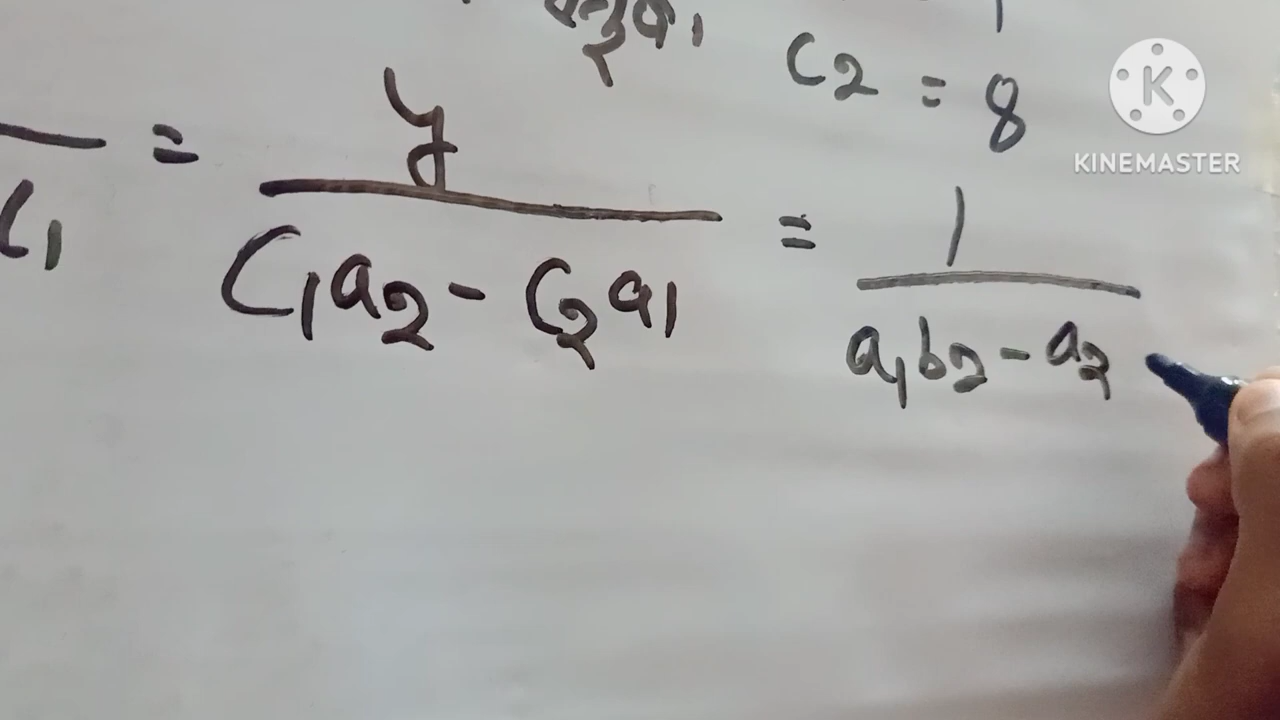 C2 = 8
KINEMASTER
= y / C1a2 - C2a1 = 1 / a1b2 - a2